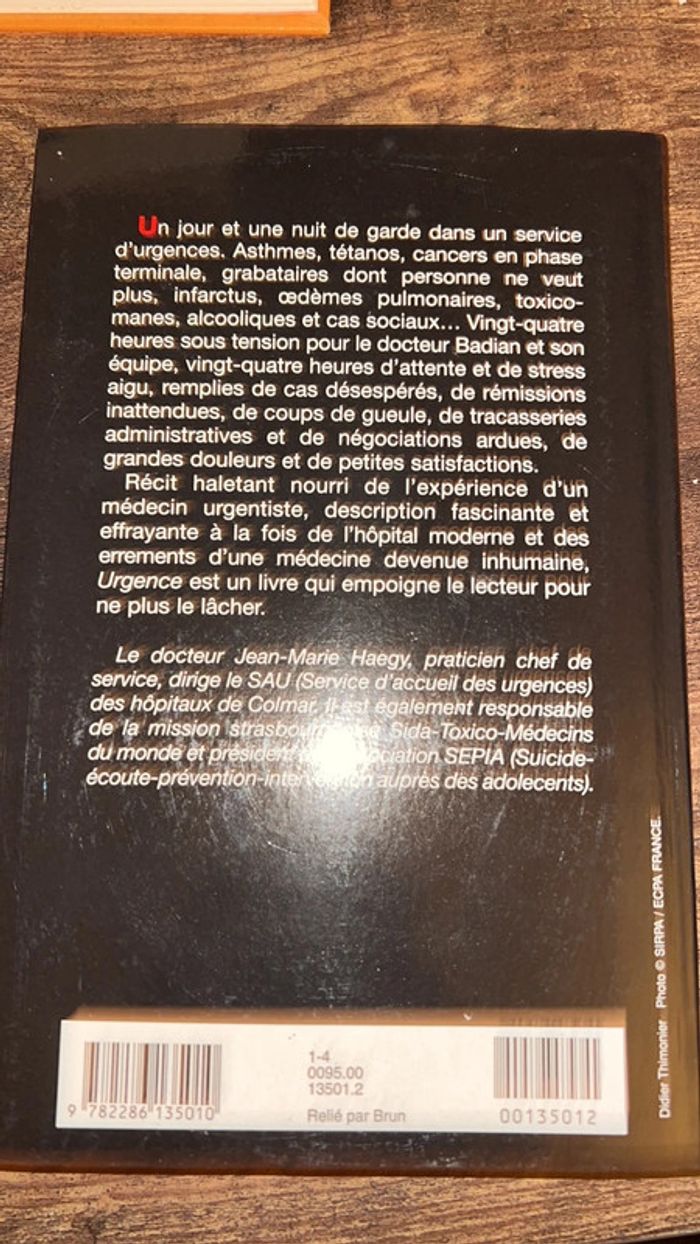 Un jour et une nuit de garde dans un service
d'urgences. Asthmes, tétanos, cancers en phase
terminale, grabataires dont personne ne veut
plus, infarctus, œdèmes pulmonaires, toxico-
manes, alcooliques et cas sociaux... Vingt-quatre
heures sous tension pour le docteur Badian et son
équipe, vingt-quatre heures d'attente et de stress
aigu, remplies de cas désespérés, de rémissions
inattendues, de coups de gueule, de tracasseries
administratives et de négociations ardues, de
grandes douleurs et de petites satisfactions.
Récit haletant nourri de l'expérience d'un
médecin urgentiste, description fascinante et
effrayante à la fois de l'hôpital moderne et des
errements d'une médecine devenue inhumaine,
Urgence est un livre qui empoigne le lecteur pour
ne plus le lâcher.
Le docteur Jean-Marie Haegy, praticien chef de
service, dirige le SAU (Service d'accueil des urgences)
des hôpitaux de Colmar. Il est également responsable
de la mission Sida-Toxico-Médecins
du monde et président SEPIA (Suicide-
écoute-prévention-intervention auprès des adolecents).
Didier Thimonier Photo © SIRPA / ECPA FRANCE.
1-4
0095.00
13501.2
Relié par Brun
9 782286 135010
00135012